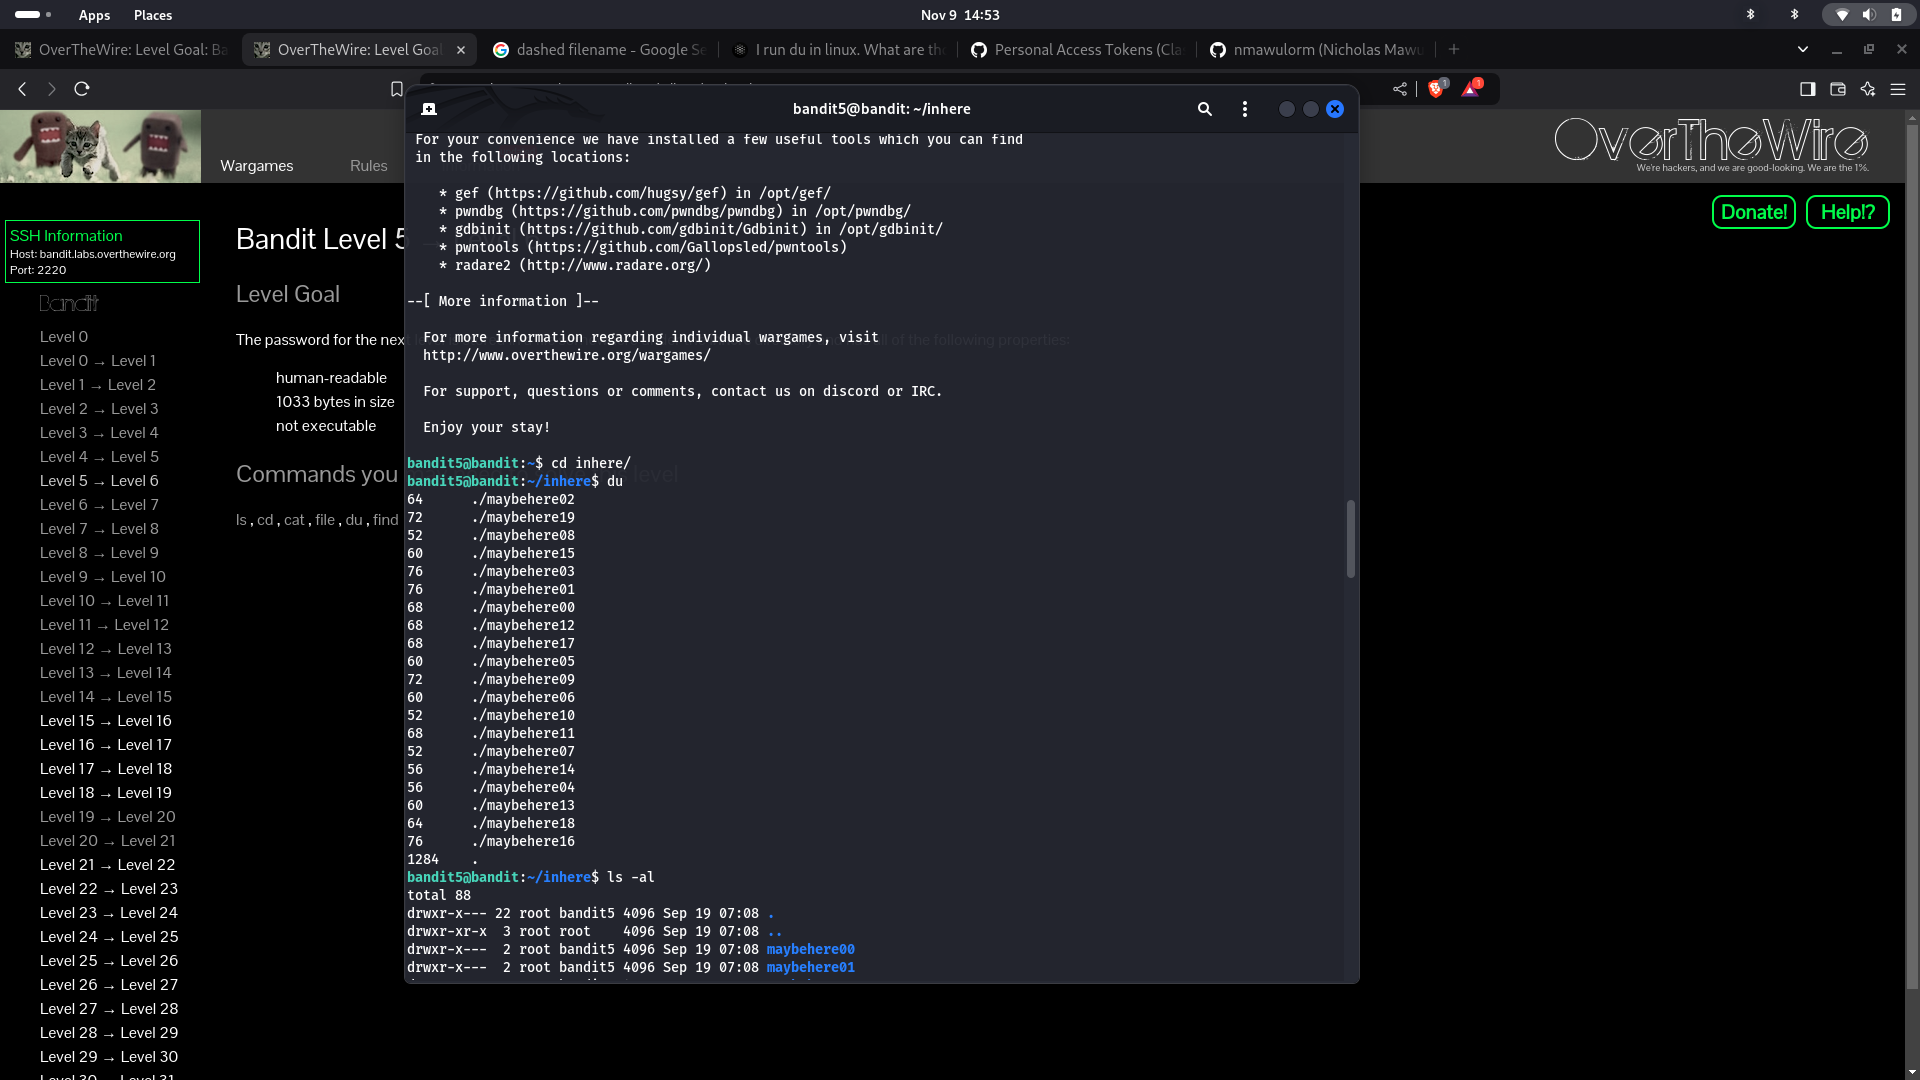 Apps Places Nov 9 14:53
OverTheWire: Level Goal: Ba
OverTheWire: Level Goal
dashed filename - Google Se
I run du in linux. What are the
Personal Access Tokens (Cla
nmawulorm (Nicholas Mawu
1 1
bandit5@bandit: ~/inhere
Wargames Rules
OverTheWire
We're hackers, and we are good-looking. We are the 1%.
Donate! Help!?
SSH Information
Host: bandit.labs.overthewire.org
Port: 2220
Bandit
Level 0
Level 0 → Level 1
Level 1 → Level 2
Level 2 → Level 3
Level 3 → Level 4
Level 4 → Level 5
Level 5 → Level 6
Level 6 → Level 7
Level 7 → Level 8
Level 8 → Level 9
Level 9 → Level 10
Level 10 → Level 11
Level 11 → Level 12
Level 12 → Level 13
Level 13 → Level 14
Level 14 → Level 15
Level 15 → Level 16
Level 16 → Level 17
Level 17 → Level 18
Level 18 → Level 19
Level 19 → Level 20
Level 20 → Level 21
Level 21 → Level 22
Level 22 → Level 23
Level 23 → Level 24
Level 24 → Level 25
Level 25 → Level 26
Level 26 → Level 27
Level 27 → Level 28
Level 28 → Level 29
Level 29 → Level 30
Level 30 → Level 31
Bandit Level 5
Level Goal
The password for the next all of the following properties:
human-readable
1033 bytes in size
not executable
Commands you level
ls , cd , cat , file , du , find
For your convenience we have installed a few useful tools which you can find
in the following locations:
* gef (https://github.com/hugsy/gef) in /opt/gef/
* pwndbg (https://github.com/pwndbg/pwndbg) in /opt/pwndbg/
* gdbinit (https://github.com/gdbinit/Gdbinit) in /opt/gdbinit/
* pwntools (https://github.com/Gallopsled/pwntools)
* radare2 (http://www.radare.org/)
--[ More information ]--
For more information regarding individual wargames, visit
http://www.overthewire.org/wargames/
For support, questions or comments, contact us on discord or IRC.
Enjoy your stay!
bandit5@bandit:~$ cd inhere/
bandit5@bandit:~/inhere$ du
64 ./maybehere02
72 ./maybehere19
52 ./maybehere08
60 ./maybehere15
76 ./maybehere03
76 ./maybehere01
68 ./maybehere00
68 ./maybehere12
68 ./maybehere17
60 ./maybehere05
72 ./maybehere09
60 ./maybehere06
52 ./maybehere10
68 ./maybehere11
52 ./maybehere07
56 ./maybehere14
56 ./maybehere04
60 ./maybehere13
64 ./maybehere18
76 ./maybehere16
1284 .
bandit5@bandit:~/inhere$ ls -al
total 88
drwxr-x--- 22 root bandit5 4096 Sep 19 07:08 .
drwxr-xr-x 3 root root 4096 Sep 19 07:08 ..
drwxr-x--- 2 root bandit5 4096 Sep 19 07:08 maybehere00
drwxr-x--- 2 root bandit5 4096 Sep 19 07:08 maybehere01